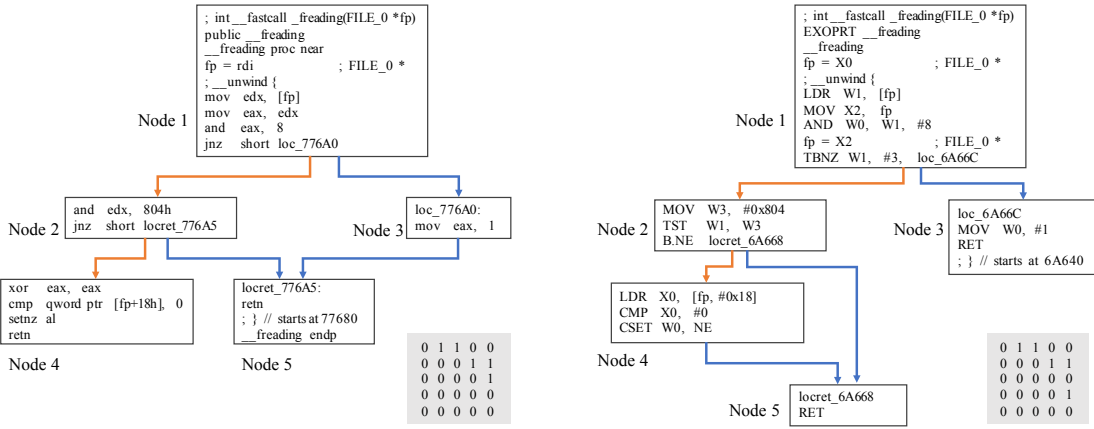 ; int __fastcall _freading(FILE_0 *fp)
public __freading
__freading proc near
fp = rdi ; FILE_0 *
; __unwind {
mov edx, [fp]
mov eax, edx
and eax, 8
jnz short loc_776A0
Node 1
and edx, 804h
jnz short locret_776A5
Node 2
loc_776A0:
mov eax, 1
Node 3
xor eax, eax
cmp qword ptr [fp+18h], 0
setnz al
retn
Node 4
locret_776A5:
retn
; } // starts at 77680
__freading endp
Node 5
0 1 1 0 0
0 0 0 1 1
0 0 0 0 1
0 0 0 0 0
0 0 0 0 0
; int __fastcall _freading(FILE_0 *fp)
EXOPRT __freading
__freading
fp = X0 ; FILE_0 *
; __unwind {
LDR W1, [fp]
MOV X2, fp
AND W0, W1, #8
fp = X2 ; FILE_0 *
TBNZ W1, #3, loc_6A66C
Node 1
MOV W3, #0x804
TST W1, W3
B.NE locret_6A668
Node 2
loc_6A66C
MOV W0, #1
RET
; } // starts at 6A640
Node 3
LDR X0, [fp, #0x18]
CMP X0, #0
CSET W0, NE
Node 4
locret_6A668
RET
Node 5
0 1 1 0 0
0 0 0 1 1
0 0 0 0 0
0 0 0 0 1
0 0 0 0 0